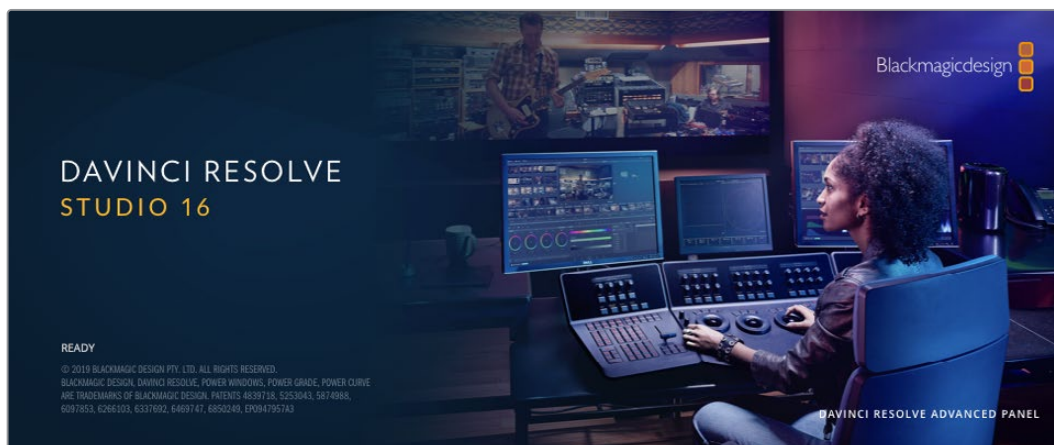 Blackmagicdesign
DAVINCI RESOLVE
STUDIO 16
READY
© 2019 BLACKMAGIC DESIGN PTY. LTD. ALL RIGHTS RESERVED.
BLACKMAGIC DESIGN, DAVINCI RESOLVE, POWER WINDOWS, POWER GRADE, POWER CURVE
ARE TRADEMARKS OF BLACKMAGIC DESIGN. PATENTS 4839718, 5253043, 5874988,
6097853, 6266103, 6337692, 6469747, 6850249, EP0947957A3
DAVINCI RESOLVE ADVANCED PANEL